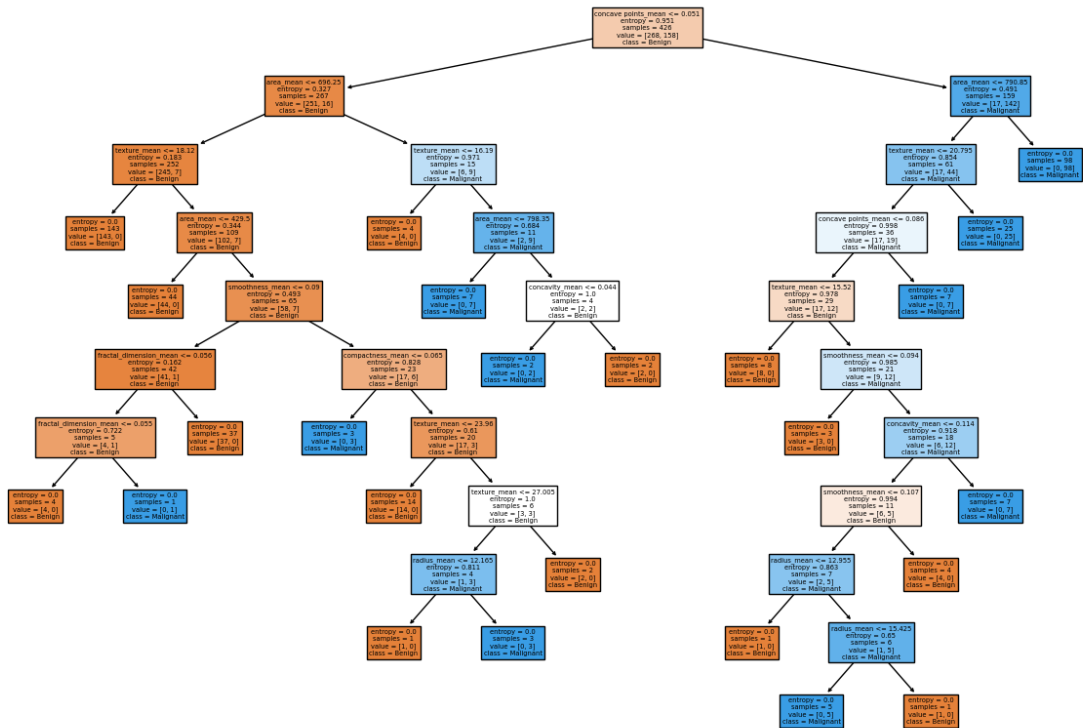 concave points_mean <= 0.051
entropy = 0.951
samples = 426
value = [268, 158]
class = Benign
area_mean <= 696.25
entropy = 0.327
samples = 267
value = [251, 16]
class = Benign
area_mean <= 790.85
entropy = 0.491
samples = 159
value = [17, 142]
class = Malignant
texture_mean <= 18.12
entropy = 0.183
samples = 252
value = [245, 7]
class = Benign
texture_mean <= 16.19
entropy = 0.971
samples = 15
value = [6, 9]
class = Malignant
texture_mean <= 20.795
entropy = 0.854
samples = 61
value = [17, 44]
class = Malignant
entropy = 0.0
samples = 98
value = [0, 98]
class = Malignant
entropy = 0.0
samples = 143
value = [143, 0]
class = Benign
area_mean <= 429.5
entropy = 0.344
samples = 109
value = [102, 7]
class = Benign
entropy = 0.0
samples = 4
value = [4, 0]
class = Benign
area_mean <= 798.35
entropy = 0.684
samples = 11
value = [2, 9]
class = Malignant
concave points_mean <= 0.086
entropy = 0.998
samples = 36
value = [17, 19]
class = Malignant
entropy = 0.0
samples = 25
value = [0, 25]
class = Malignant
entropy = 0.0
samples = 44
value = [44, 0]
class = Benign
smoothness_mean <= 0.09
entropy = 0.493
samples = 65
value = [58, 7]
class = Benign
entropy = 0.0
samples = 7
value = [0, 7]
class = Malignant
concavity_mean <= 0.044
entropy = 1.0
samples = 4
value = [2, 2]
class = Benign
texture_mean <= 15.52
entropy = 0.978
samples = 29
value = [17, 12]
class = Benign
entropy = 0.0
samples = 7
value = [0, 7]
class = Malignant
fractal_dimension_mean <= 0.056
entropy = 0.162
samples = 42
value = [41, 1]
class = Benign
compactness_mean <= 0.065
entropy = 0.828
samples = 23
value = [17, 6]
class = Benign
entropy = 0.0
samples = 2
value = [0, 2]
class = Malignant
entropy = 0.0
samples = 2
value = [2, 0]
class = Benign
entropy = 0.0
samples = 8
value = [8, 0]
class = Benign
smoothness_mean <= 0.094
entropy = 0.985
samples = 21
value = [9, 12]
class = Malignant
fractal_dimension_mean <= 0.055
entropy = 0.722
samples = 5
value = [4, 1]
class = Benign
entropy = 0.0
samples = 37
value = [37, 0]
class = Benign
entropy = 0.0
samples = 3
value = [0, 3]
class = Malignant
texture_mean <= 23.96
entropy = 0.61
samples = 20
value = [17, 3]
class = Benign
entropy = 0.0
samples = 3
value = [3, 0]
class = Benign
concavity_mean <= 0.114
entropy = 0.918
samples = 18
value = [6, 12]
class = Malignant
entropy = 0.0
samples = 4
value = [4, 0]
class = Benign
entropy = 0.0
samples = 1
value = [0, 1]
class = Malignant
entropy = 0.0
samples = 14
value = [14, 0]
class = Benign
texture_mean <= 27.005
entropy = 1.0
samples = 6
value = [3, 3]
class = Benign
smoothness_mean <= 0.107
entropy = 0.994
samples = 11
value = [6, 5]
class = Benign
entropy = 0.0
samples = 7
value = [0, 7]
class = Malignant
radius_mean <= 12.165
entropy = 0.811
samples = 4
value = [1, 3]
class = Malignant
entropy = 0.0
samples = 2
value = [2, 0]
class = Benign
radius_mean <= 12.955
entropy = 0.863
samples = 7
value = [2, 5]
class = Malignant
entropy = 0.0
samples = 4
value = [4, 0]
class = Benign
entropy = 0.0
samples = 1
value = [1, 0]
class = Benign
entropy = 0.0
samples = 3
value = [0, 3]
class = Malignant
entropy = 0.0
samples = 1
value = [1, 0]
class = Benign
radius_mean <= 15.425
entropy = 0.65
samples = 6
value = [1, 5]
class = Malignant
entropy = 0.0
samples = 5
value = [0, 5]
class = Malignant
entropy = 0.0
samples = 1
value = [1, 0]
class = Benign